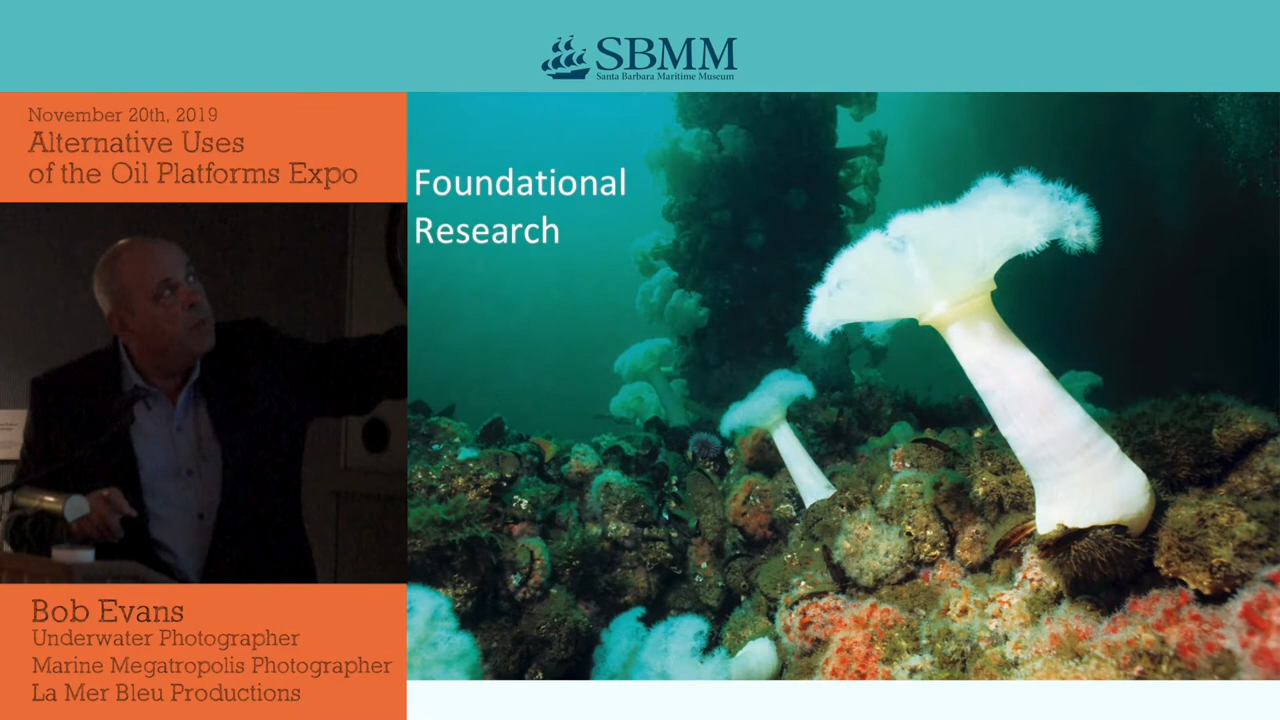 SBMM
Santa Barbara Maritime Museum
November 20th, 2019
Alternative Uses
of the Oil Platforms Expo
Foundational
Research
Bob Evans
Underwater Photographer
Marine Megatropolis Photographer
La Mer Bleu Productions